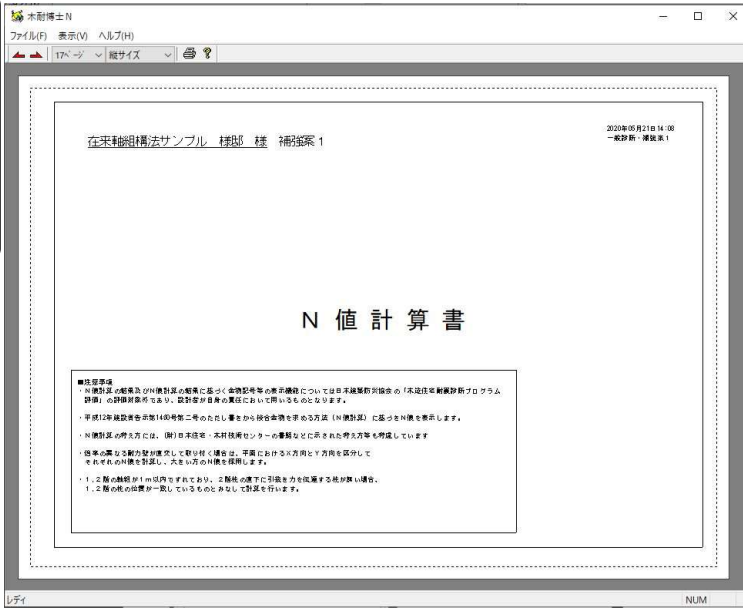 木耐博士N
ファイル(F) 表示(V) ヘルプ(H)
17ページ 縦サイズ
2020年05月21日 14:08
一般診断・補強案1
在来軸組構法サンプル 様邸 様 補強案1
N値計算書
■注意事項
・N値計算の結果及びN値計算の結果に基づく金物記号等の表示機能については日本建築防災協会の「木造住宅耐震診断プログラム
評価」の評価対象外であり、設計者が自身の責任において用いるものとなります。
・平成12年建設省告示第1460号第二号のただし書きから接合金物を求める方法(N値計算)に基づきN値を表示します。
・N値計算の考え方には、(財)日本住宅・木材技術センターの書籍などに示された考え方等も考慮しています
・倍率の異なる耐力壁が直交して取り付く場合は、平面におけるX方向とY方向を区分して
それぞれのN値を計算し、大きい方のN値を採用します。
・1、2階の軸組が1m以内でずれており、2階柱の直下に引抜き力を伝達する柱が無い場合、
1、2階の柱の位置が一致しているものとみなして計算を行います。
レディ
NUM